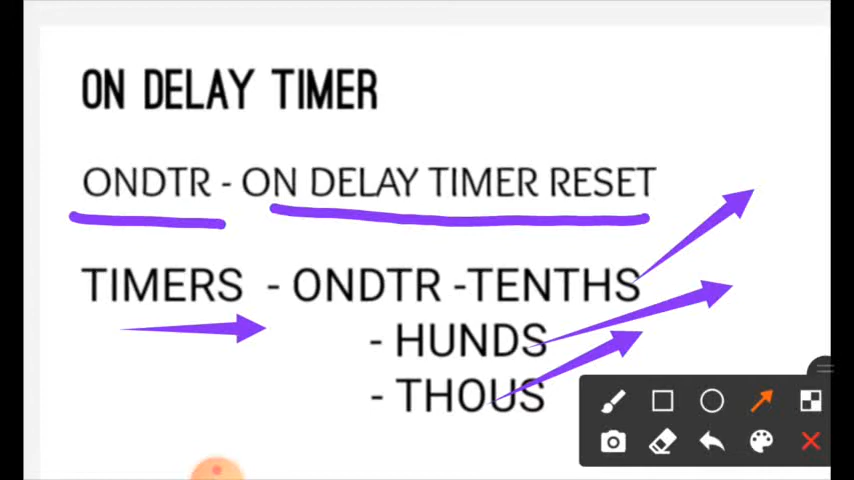 ON DELAY TIMER
ONDTR - ON DELAY TIMER RESET
TIMERS - ONDTR -TENTHS
- HUNDS
- THOUS